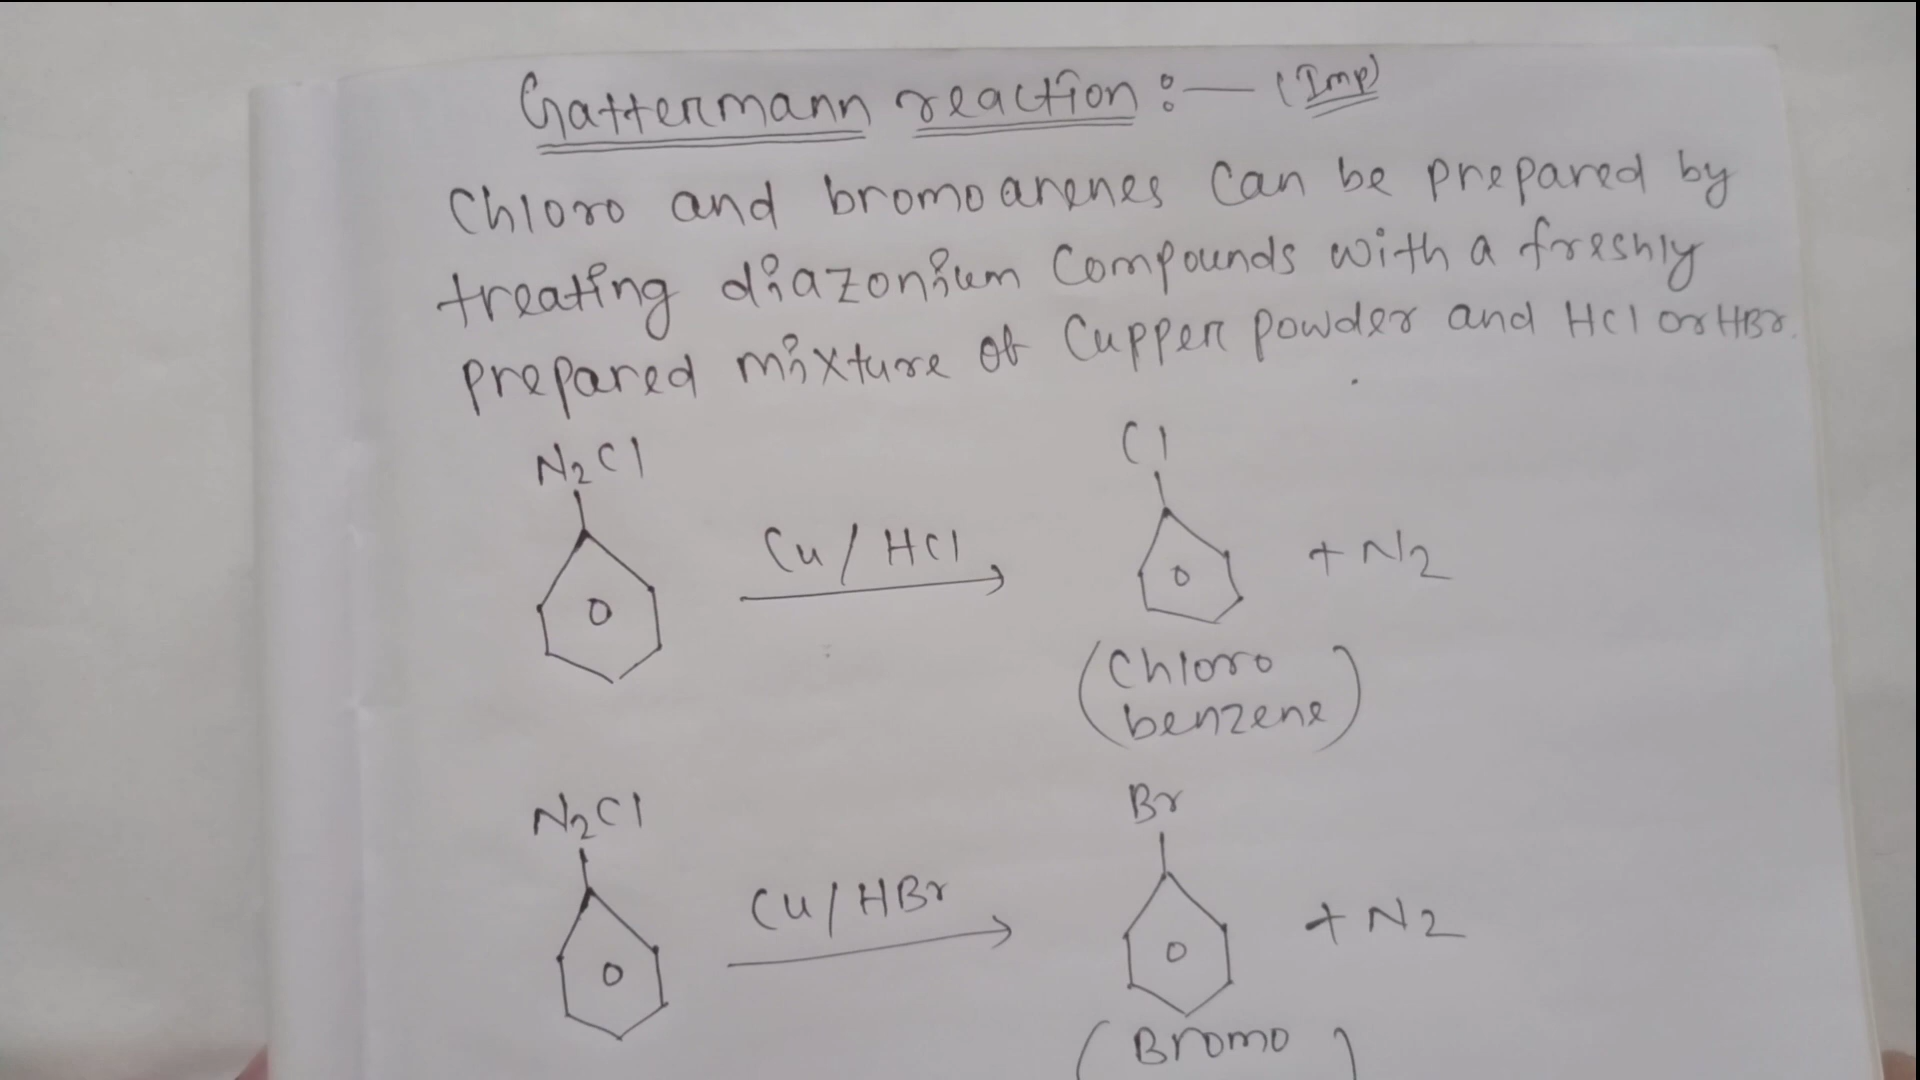 Gattermann reaction :— (Imp)
Chloro and bromoarenes can be prepared by
treating diazonium compounds with a freshly
prepared mixture of Cupper powder and HCl or HBr.
N2Cl
Cl
Cu / HCl
+ N2
(Chloro
benzene)
N2Cl
Br
Cu / HBr
+ N2
(Bromo )